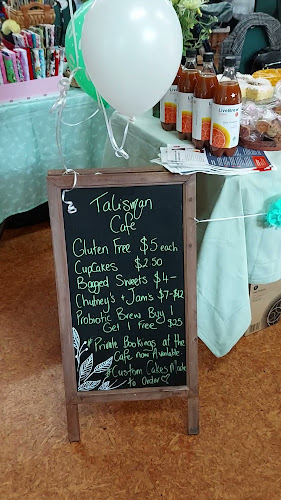 Talisman
Cafe
Gluten Free $5 each
Cupcakes $2.50
Bagged Sweets $4-
Chutney's + Jam's $7-$12
Probiotic Brew Buy 1
Get 1 free $25
*Private Bookings at the
Cafe now Available.
*Custom Cakes Made
to Order♡